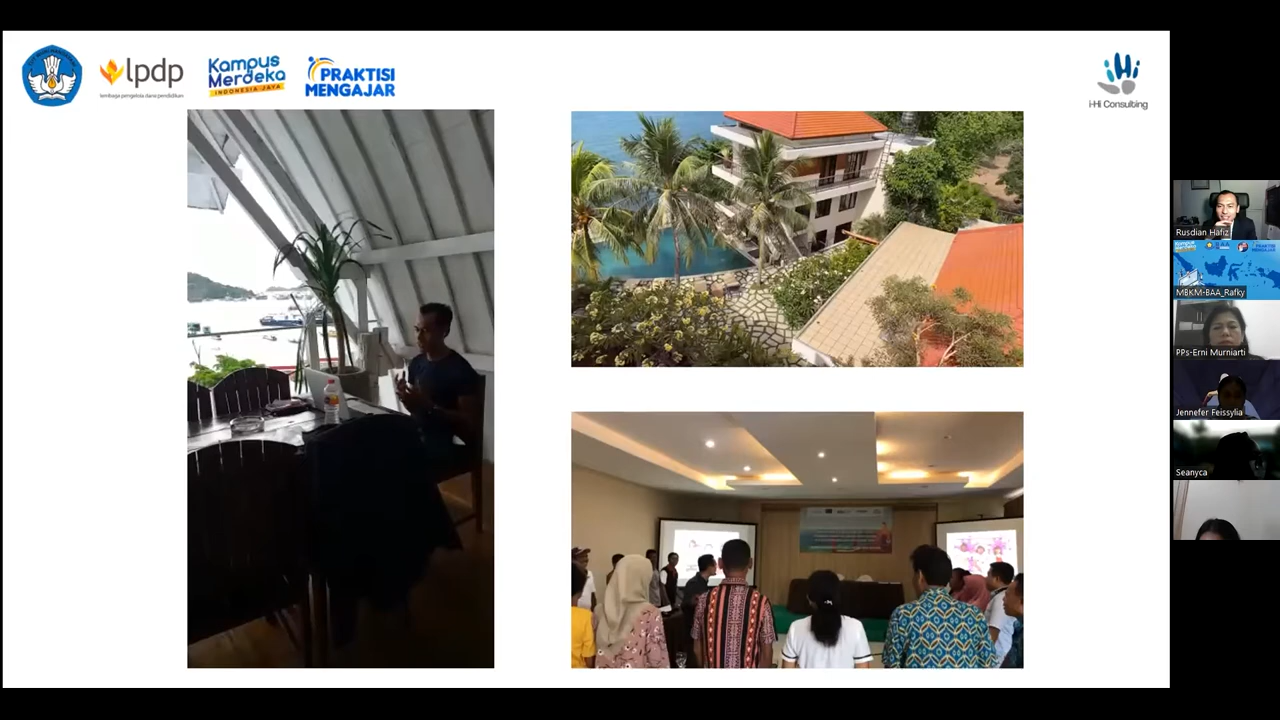 lpdp
lembaga pengelola dana pendidikan
Kampus
Merdeka
INDONESIA JAYA
PRAKTISI
MENGAJAR
i-Hi Consulting
Rusdian Hafiz
MBKM-BAA_Rafky
PPs-Erni Murniarti
Jennefer Feissylia
Seanyca